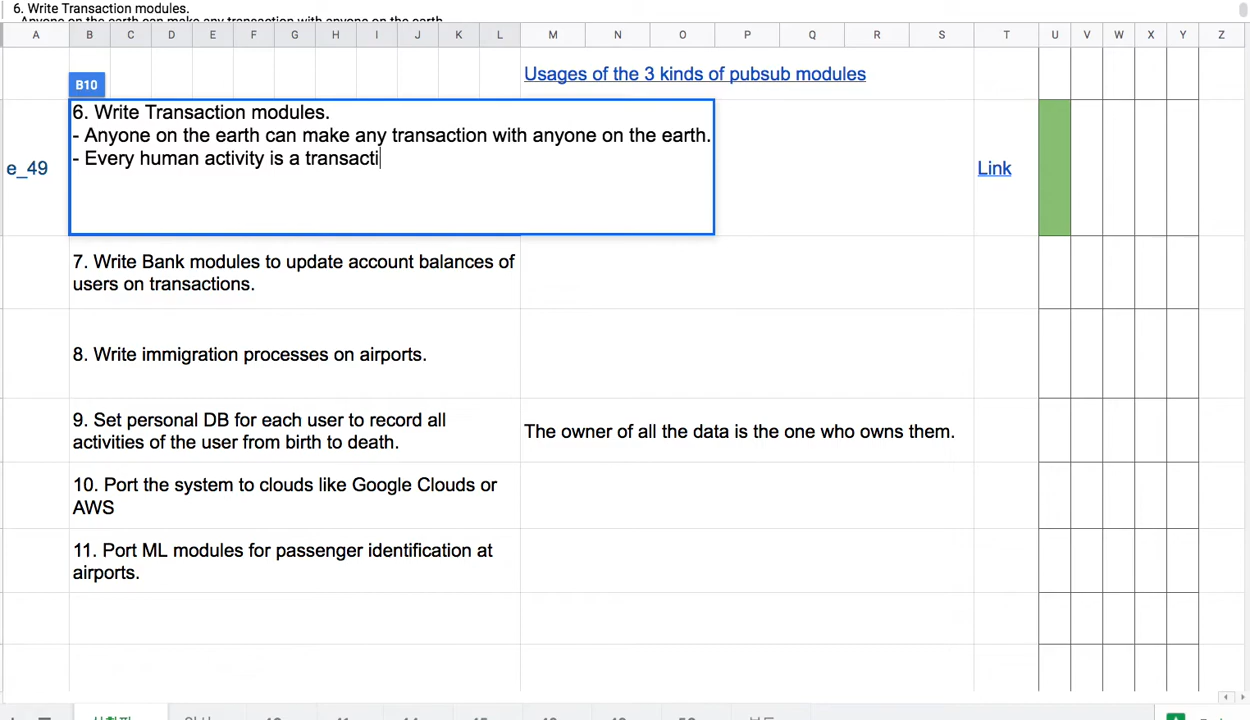 6. Write Transaction modules.
A B C D E F G H I J K L M N O P Q R S T U V W X Y Z
Usages of the 3 kinds of pubsub modules
B10
6. Write Transaction modules.
- Anyone on the earth can make any transaction with anyone on the earth.
- Every human activity is a transacti
e_49
Link
7. Write Bank modules to update account balances of
users on transactions.
8. Write immigration processes on airports.
9. Set personal DB for each user to record all
activities of the user from birth to death.
The owner of all the data is the one who owns them.
10. Port the system to clouds like Google Clouds or
AWS
11. Port ML modules for passenger identification at
airports.